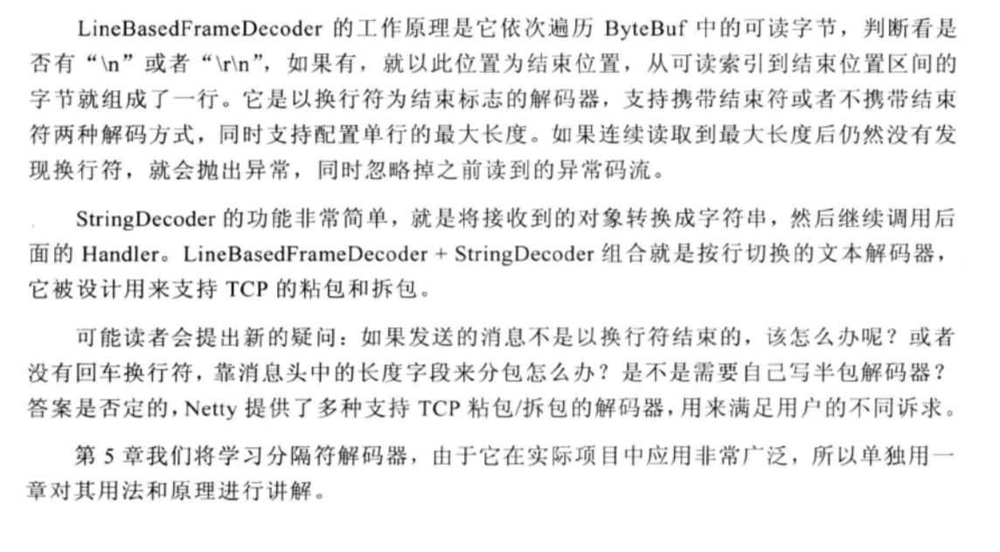 LineBasedFrameDecoder 的工作原理是它依次遍历 ByteBuf 中的可读字节，判断看是
否有“\n”或者“\r\n”，如果有，就以此位置为结束位置，从可读索引到结束位置区间的
字节就组成了一行。它是以换行符为结束标志的解码器，支持携带结束符或者不携带结束
符两种解码方式，同时支持配置单行的最大长度。如果连续读取到最大长度后仍然没有发
现换行符，就会抛出异常，同时忽略掉之前读到的异常码流。
StringDecoder 的功能非常简单，就是将接收到的对象转换成字符串，然后继续调用后
面的 Handler。LineBasedFrameDecoder + StringDecoder 组合就是按行切换的文本解码器，
它被设计用来支持 TCP 的粘包和拆包。
可能读者会提出新的疑问：如果发送的消息不是以换行符结束的，该怎么办呢？或者
没有回车换行符，靠消息头中的长度字段来分包怎么办？是不是需要自己写半包解码器？
答案是否定的，Netty 提供了多种支持 TCP 粘包/拆包的解码器，用来满足用户的不同诉求。
第 5 章我们将学习分隔符解码器，由于它在实际项目中应用非常广泛，所以单独用一
章对其用法和原理进行讲解。